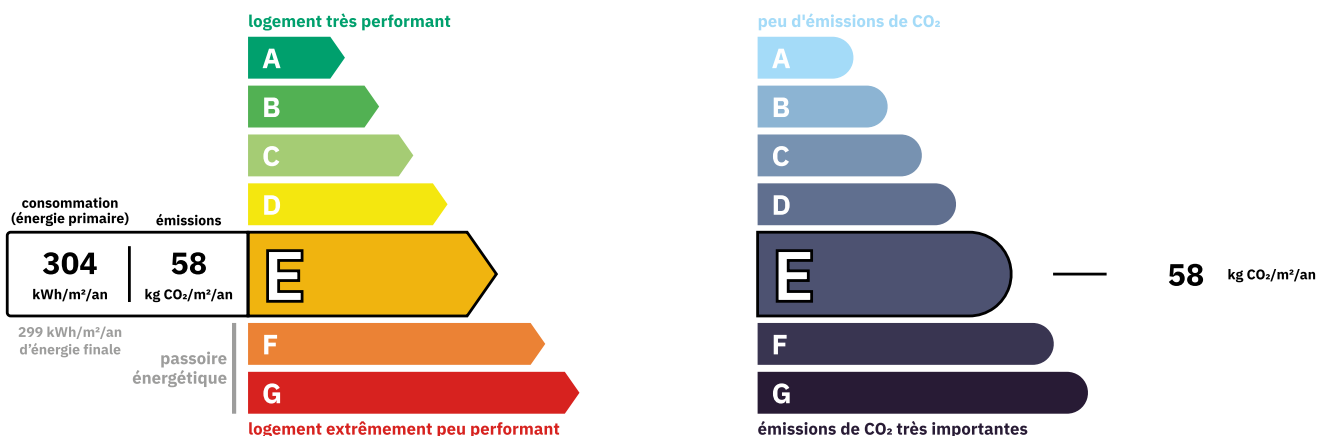 logement très performant
A
B
C
D
consommation
(énergie primaire)
émissions
304
kWh/m²/an
58
kg CO₂/m²/an
E
299 kWh/m²/an
d'énergie finale
passoire
énergétique
F
G
logement extrêmement peu performant
peu d'émissions de CO₂
A
B
C
D
E
58 kg CO₂/m²/an
F
G
émissions de CO₂ très importantes